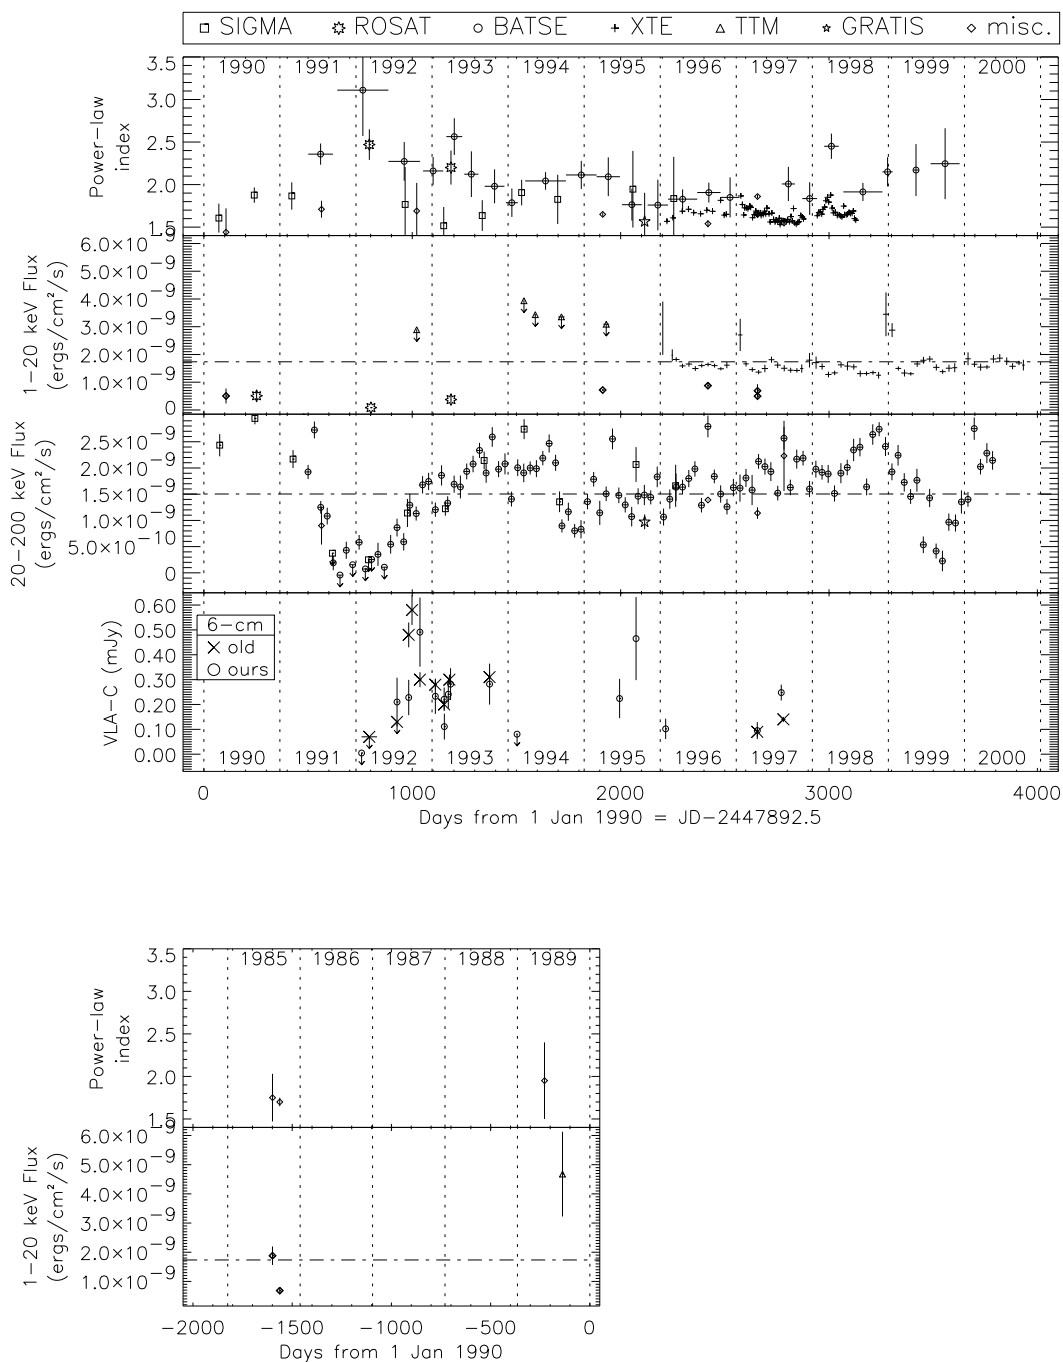 SIGMA ROSAT BATSE XTE TTM GRATIS misc.
1990 1991 1992 1993 1994 1995 1996 1997 1998 1999 2000
Power-law
index
3.5
3.0
2.5
2.0
1.5
1-20 keV Flux
(ergs/cm²/s)
6.0×10⁻⁹
5.0×10⁻⁹
4.0×10⁻⁹
3.0×10⁻⁹
2.0×10⁻⁹
1.0×10⁻⁹
0
20-200 keV Flux
(ergs/cm²/s)
2.5×10⁻⁹
2.0×10⁻⁹
1.5×10⁻⁹
1.0×10⁻⁹
5.0×10⁻¹⁰
0
VLA-C (mJy)
0.60
0.50
0.40
0.30
0.20
0.10
0.00
6-cm
old
ours
1990 1991 1992 1993 1994 1995 1996 1997 1998 1999 2000
0 1000 2000 3000 4000
Days from 1 Jan 1990 = JD-2447892.5
1985 1986 1987 1988 1989
Power-law
index
3.5
3.0
2.5
2.0
1.5
1-20 keV Flux
(ergs/cm²/s)
6.0×10⁻⁹
5.0×10⁻⁹
4.0×10⁻⁹
3.0×10⁻⁹
2.0×10⁻⁹
1.0×10⁻⁹
-2000 -1500 -1000 -500 0
Days from 1 Jan 1990